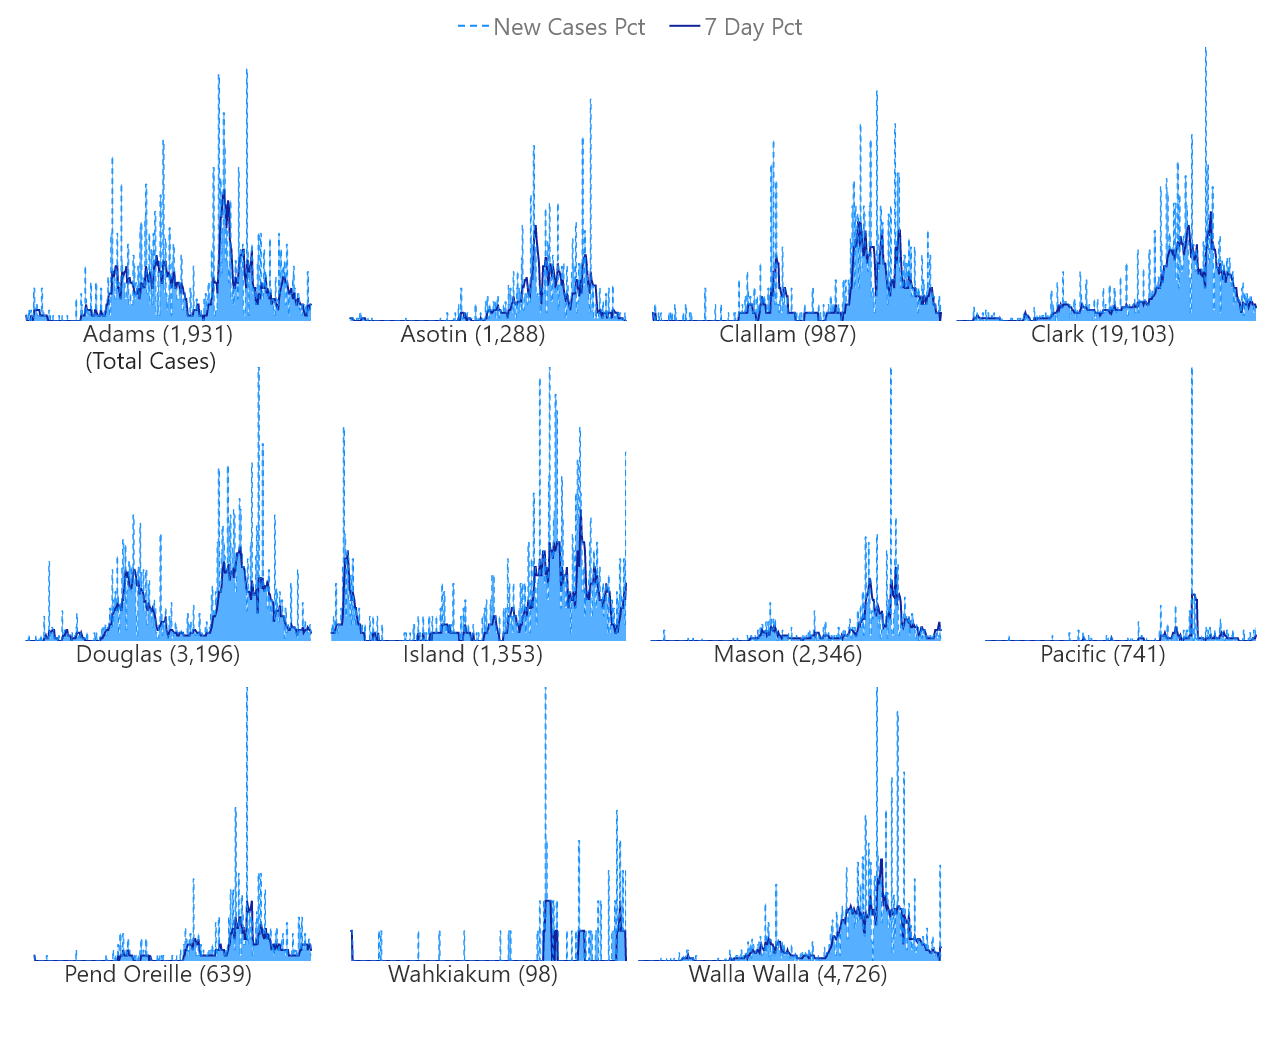 New Cases Pct 7 Day Pct
Adams (1,931) Asotin (1,288) Clallam (987) Clark (19,103)
(Total Cases)
Douglas (3,196) Island (1,353) Mason (2,346) Pacific (741)
Pend Oreille (639) Wahkiakum (98) Walla Walla (4,726)